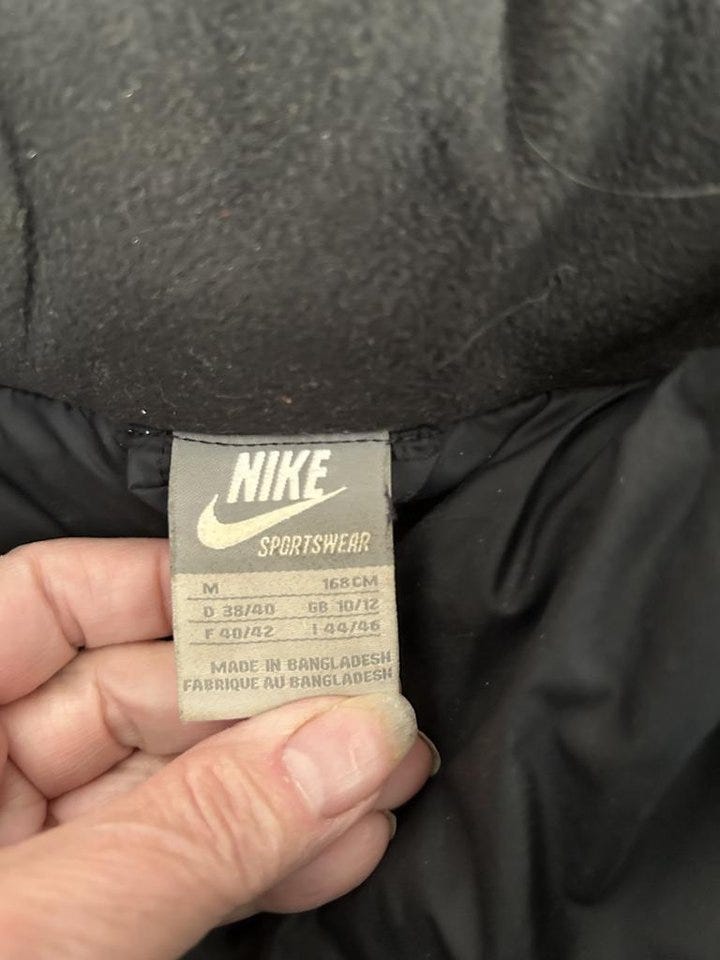 NIKE
SPORTSWEAR
M 168CM
D 38/40 GB 10/12
F 40/42 I 44/46
MADE IN BANGLADESH
FABRIQUE AU BANGLADESH